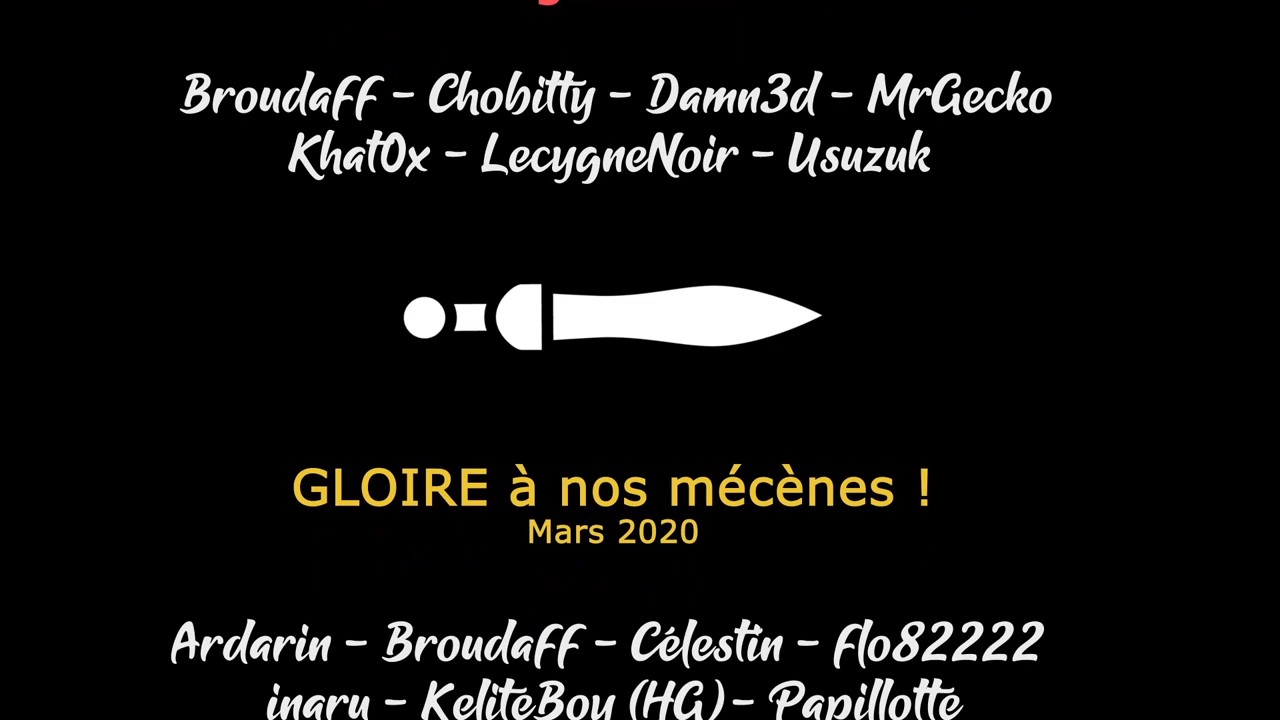 Broudaff - Chobitty - Damn3d - MrGecko
Khat0x - LecygneNoir - Usuzuk
GLOIRE à nos mécènes !
Mars 2020
Ardarin - Broudaff - Célestin - flo82222
inaru - KeliteBoy (HG) - Papillotte